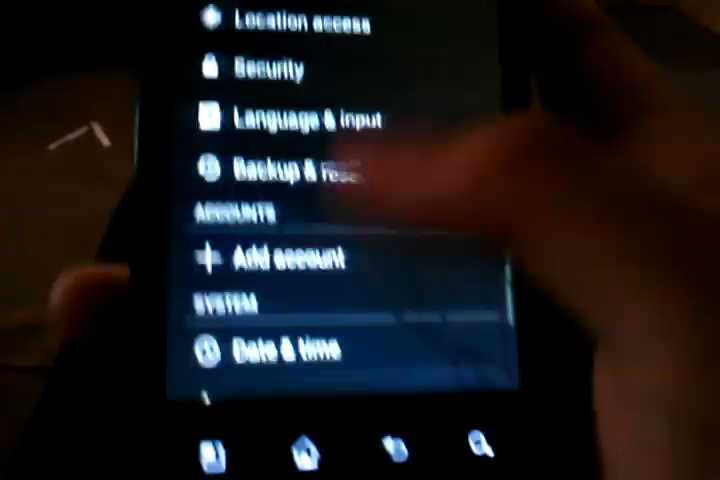 Location access
Security
Language & input
Backup &
ACCOUNTS
Add account
SYSTEM
Date & time